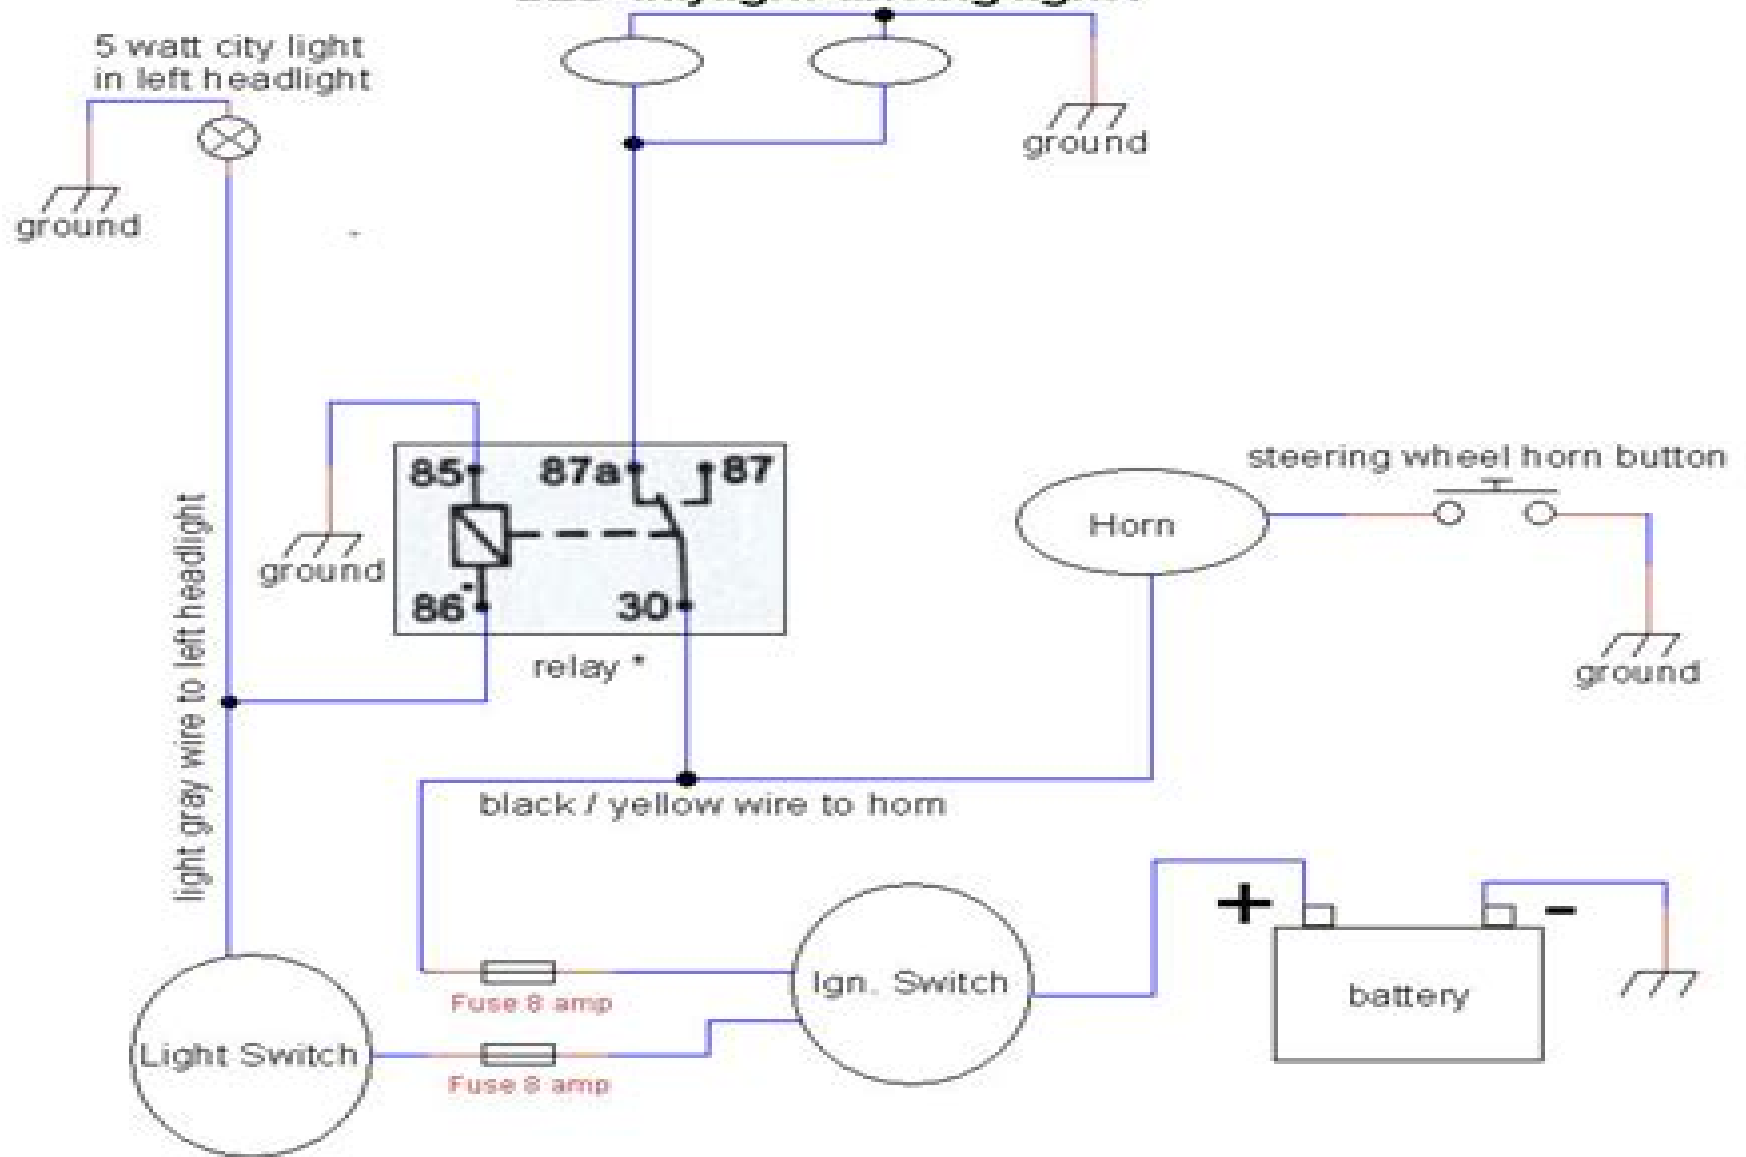 5 watt city light
in left headlight
ground
ground
85
87a
87
86
30
relay *
ground
light gray wire to left headlight
steering wheel horn button
Horn
ground
black / yellow wire to horn
+
-
Ign. Switch
battery
Fuse 8 amp
Light Switch
Fuse 8 amp